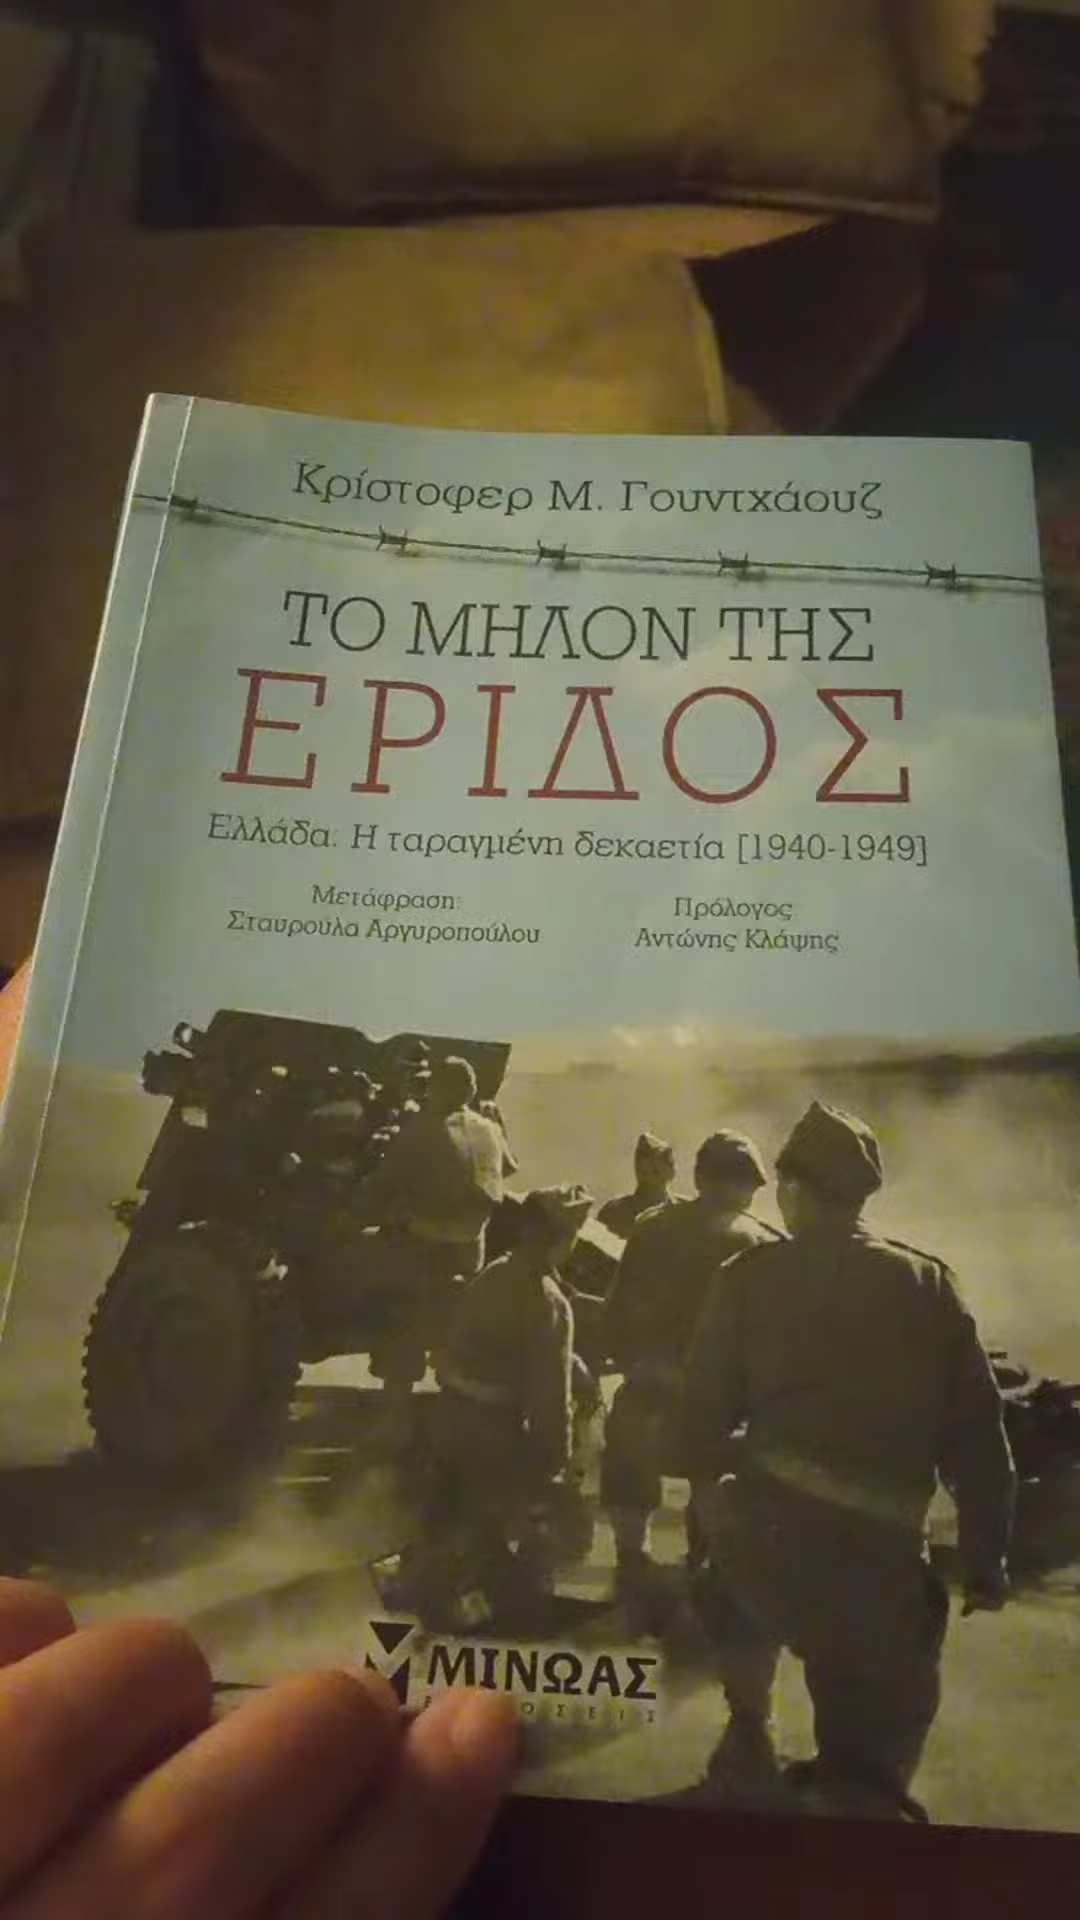 Κρίστοφερ Μ. Γουντχάουζ
ΤΟ ΜΗΛΟΝ ΤΗΣ
ΕΡΙΔΟΣ
Ελλάδα: Η ταραγμένη δεκαετία [1940-1949]
Μετάφραση:
Σταυρούλα Αργυροπούλου
Πρόλογος:
Αντώνης Κλάψης
ΜΙΝΩΑΣ